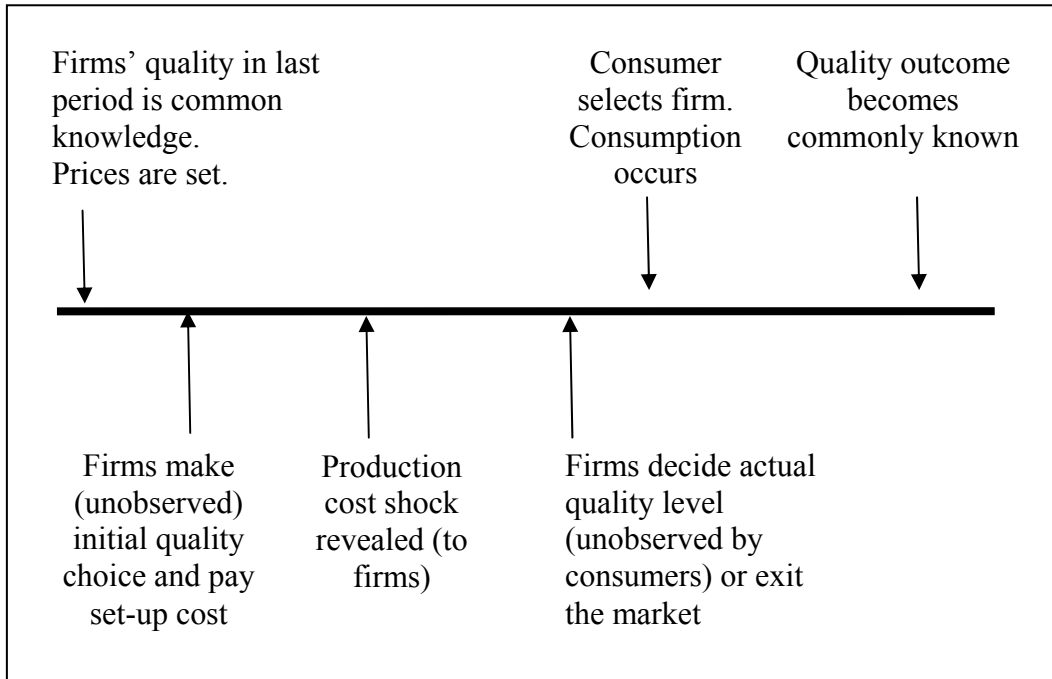 Firms’ quality in last
period is common
knowledge.
Prices are set.
Consumer
selects firm.
Consumption
occurs
Quality outcome
becomes
commonly known
Firms make
(unobserved)
initial quality
choice and pay
set-up cost
Production
cost shock
revealed (to
firms)
Firms decide actual
quality level
(unobserved by
consumers) or exit
the market